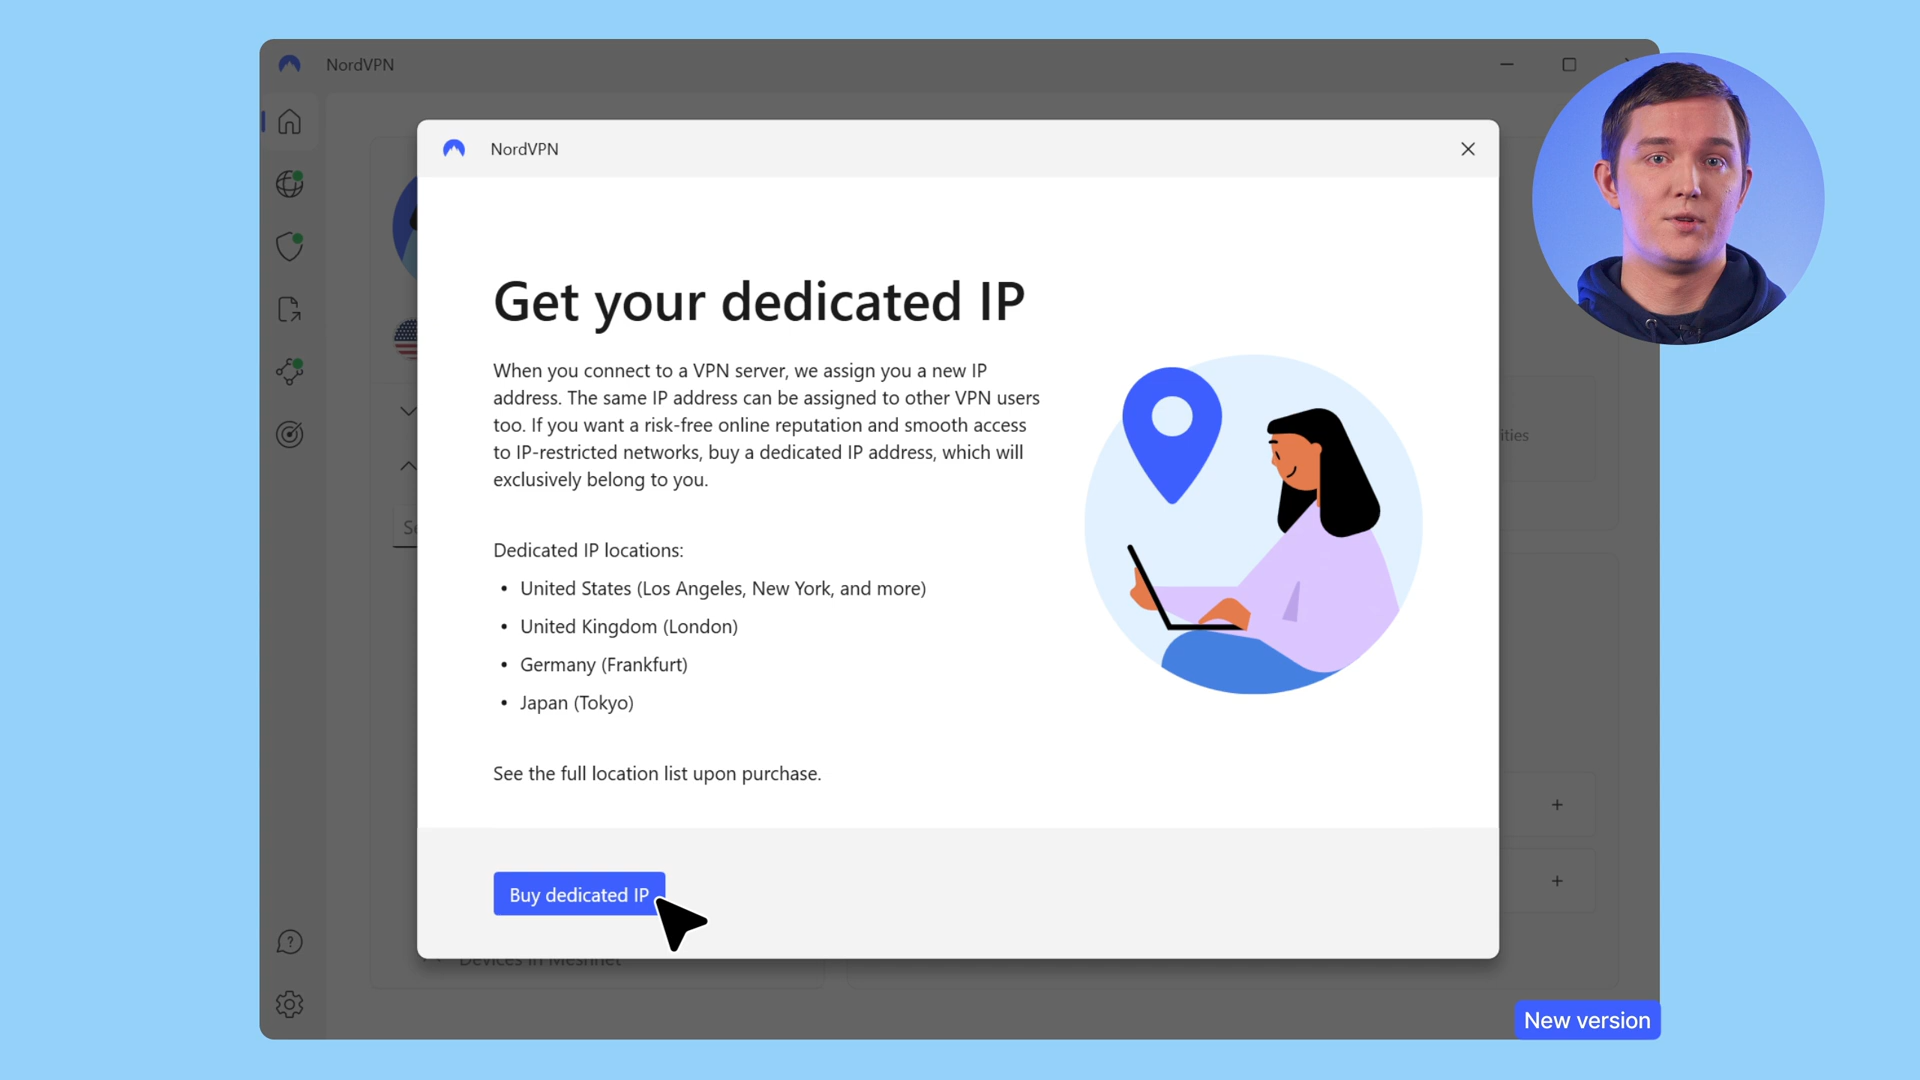 NordVPN
NordVPN
Get your dedicated IP
When you connect to a VPN server, we assign you a new IP
address. The same IP address can be assigned to other VPN users
too. If you want a risk-free online reputation and smooth access
to IP-restricted networks, buy a dedicated IP address, which will
exclusively belong to you.
Dedicated IP locations:
• United States (Los Angeles, New York, and more)
• United Kingdom (London)
• Germany (Frankfurt)
• Japan (Tokyo)
See the full location list upon purchase.
Buy dedicated IP
Devices in Meshnet
New version